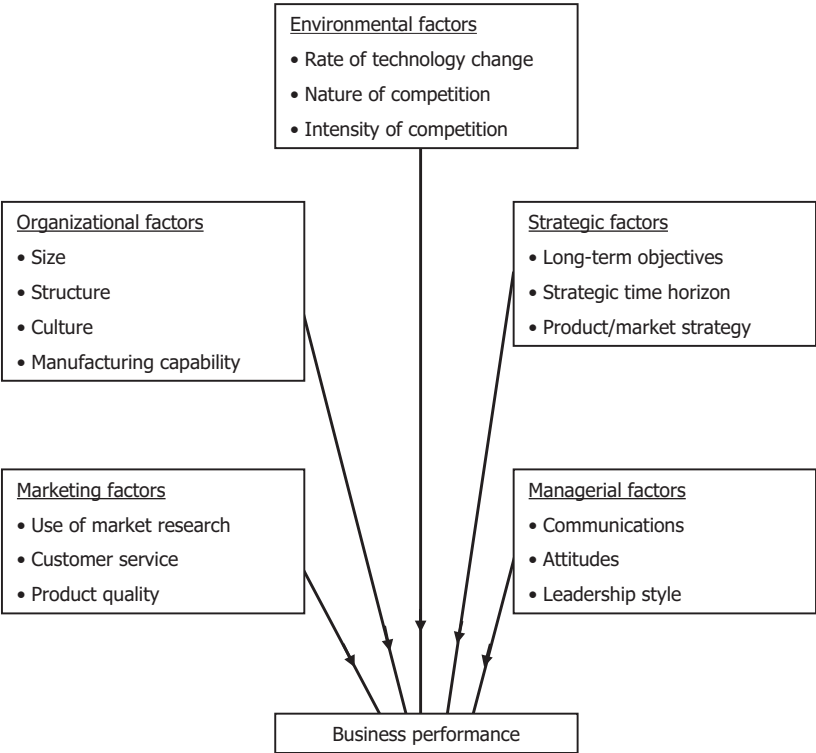 Environmental factors
• Rate of technology change
• Nature of competition
• Intensity of competition
Organizational factors
• Size
• Structure
• Culture
• Manufacturing capability
Strategic factors
• Long-term objectives
• Strategic time horizon
• Product/market strategy
Marketing factors
• Use of market research
• Customer service
• Product quality
Managerial factors
• Communications
• Attitudes
• Leadership style
Business performance